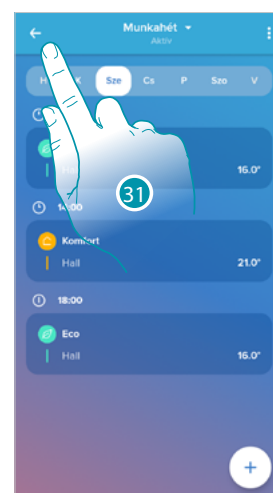 Munkahét
Aktív
H K Sze Cs P Szo V
16.0°
31
14:00
Komfort
Hall
21.0°
18:00
Eco
Hall
16.0°
+